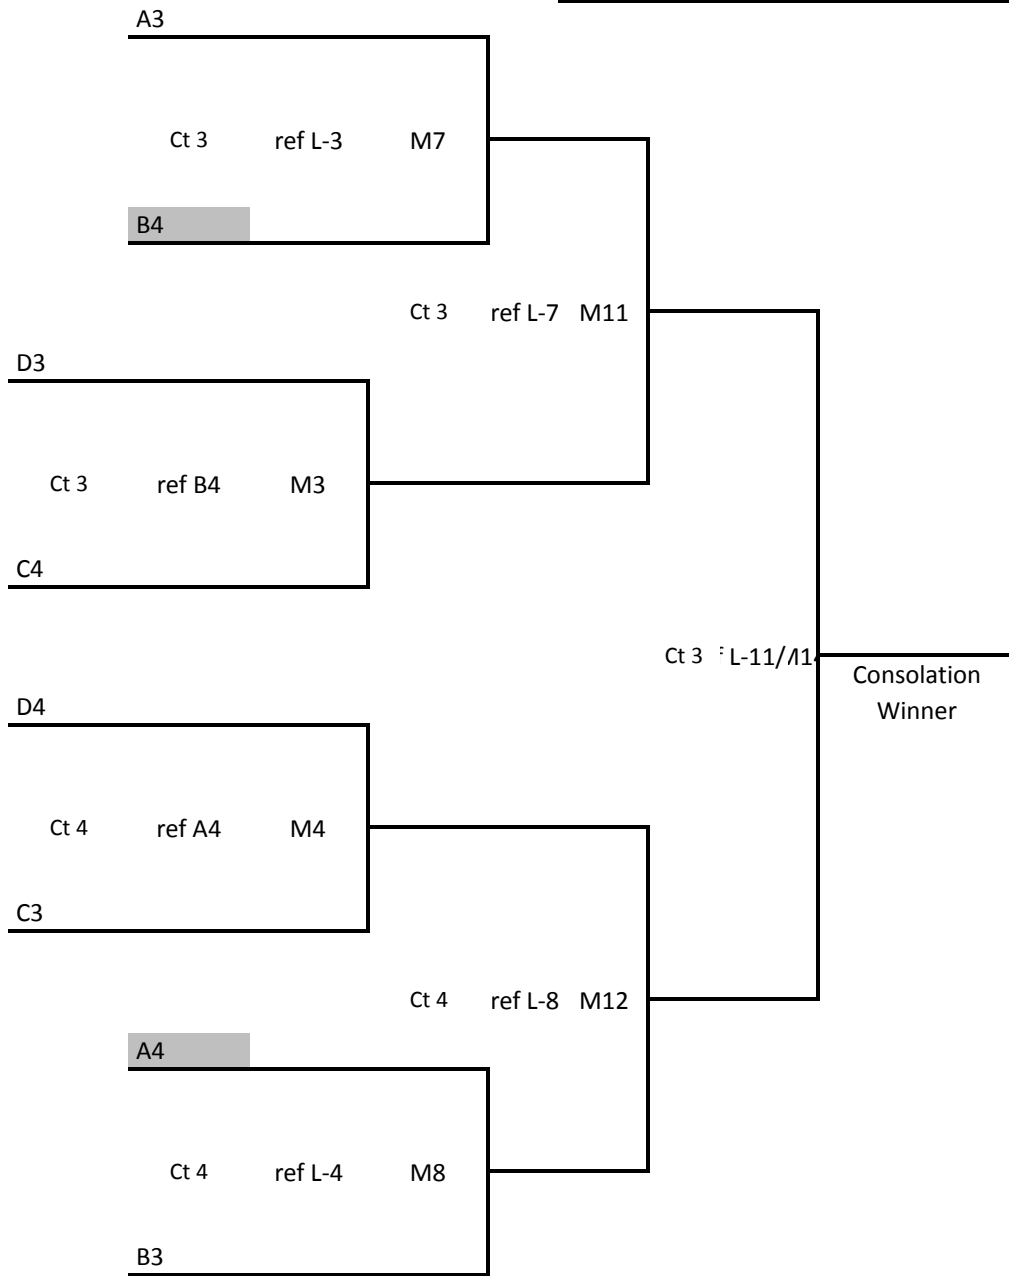 A3
Ct 3 ref L-3 M7
B4
Ct 3 ref L-7 M11
D3
Ct 3 ref B4 M3
C4
Ct 3 L-11/
Consolation
Winner
D4
Ct 4 ref A4 M4
C3
Ct 4 ref L-8 M12
A4
Ct 4 ref L-4 M8
B3